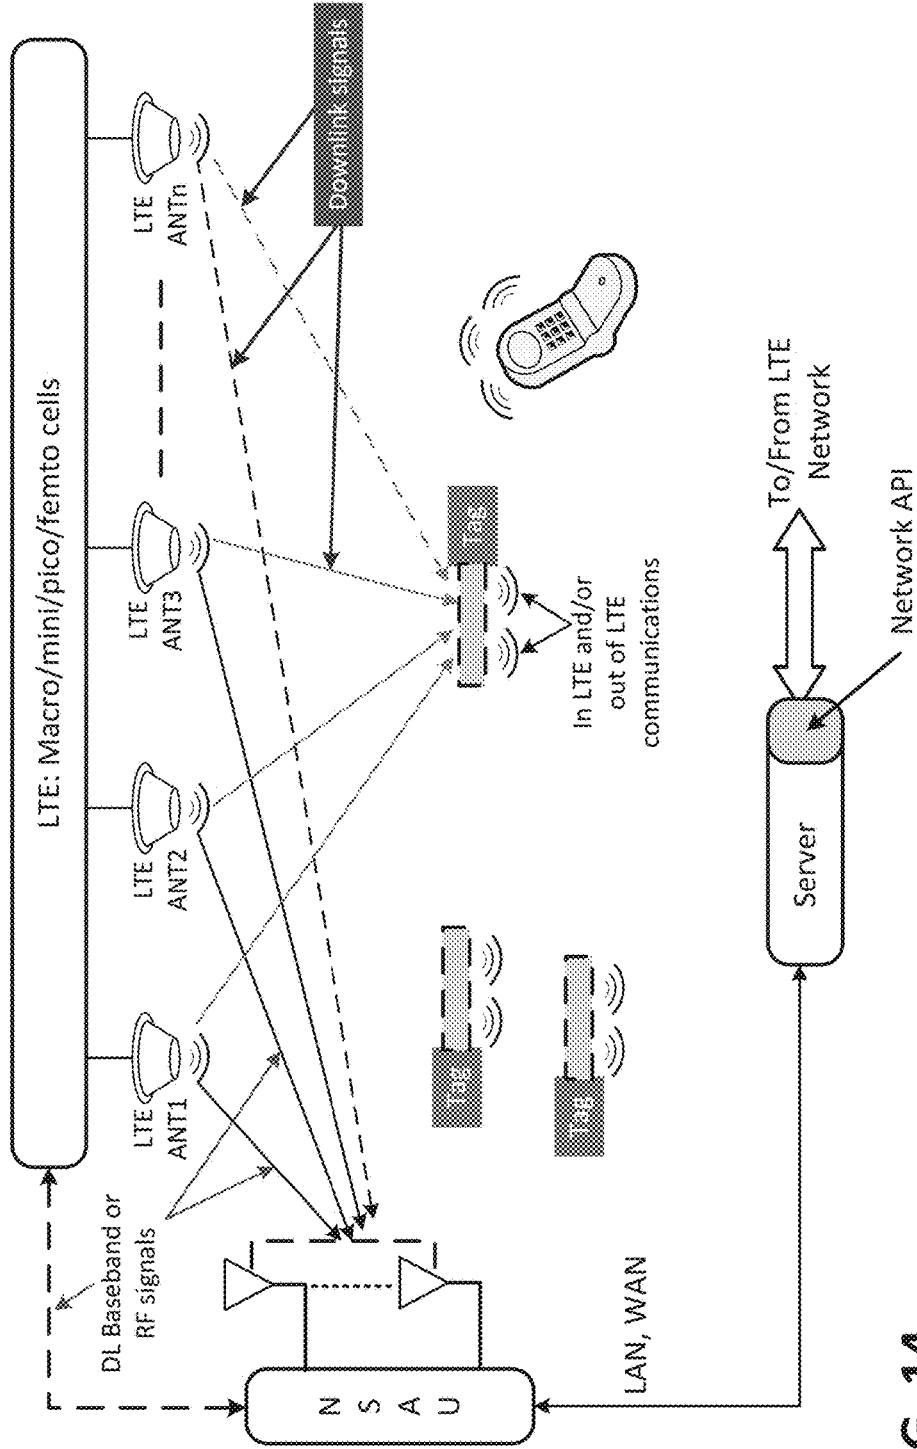 LTE: Macro/mini/pico/femto cells
DL Baseband or
RF signals
LTE
ANT1
LTE
ANT2
LTE
ANT3
LTE
ANTn
Downlink signals
N
S
A
U
Tag
Tag
Tag
In LTE and/or
out of LTE
communications
LAN, WAN
Server
To/From LTE
Network
Network API